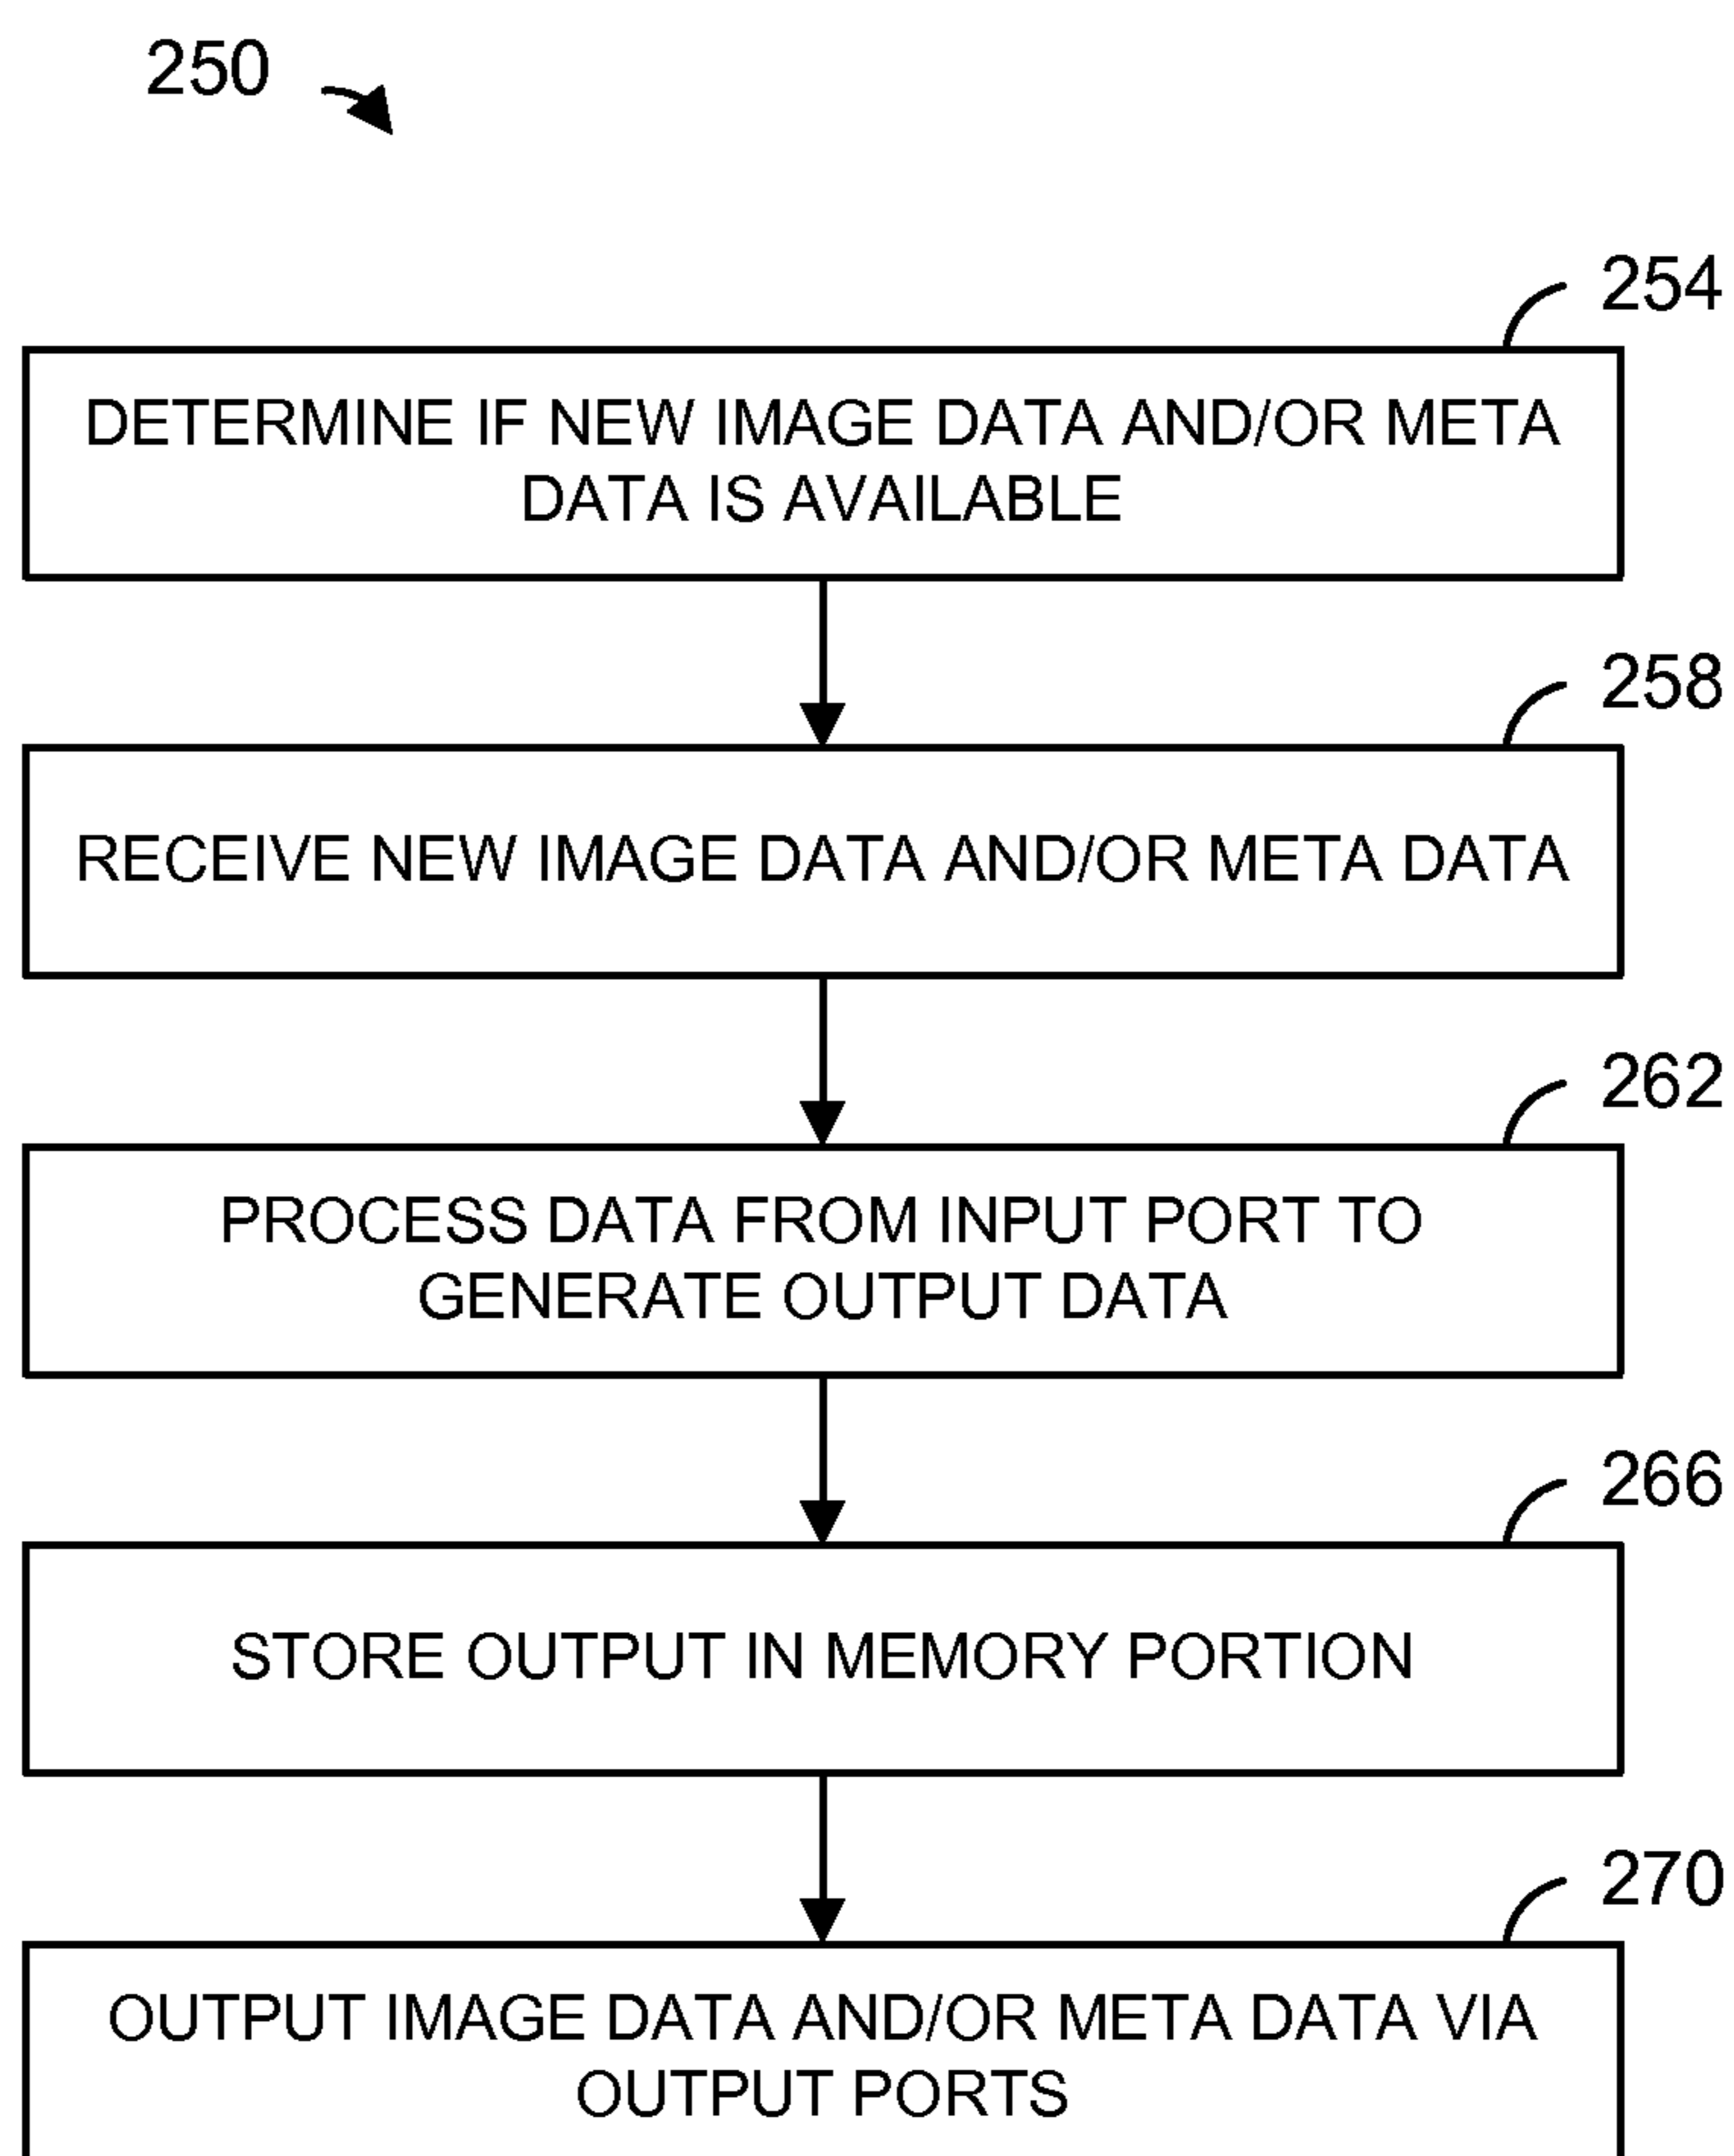 250
254
DETERMINE IF NEW IMAGE DATA AND/OR META
DATA IS AVAILABLE
258
RECEIVE NEW IMAGE DATA AND/OR META DATA
262
PROCESS DATA FROM INPUT PORT TO
GENERATE OUTPUT DATA
266
STORE OUTPUT IN MEMORY PORTION
270
OUTPUT IMAGE DATA AND/OR META DATA VIA
OUTPUT PORTS